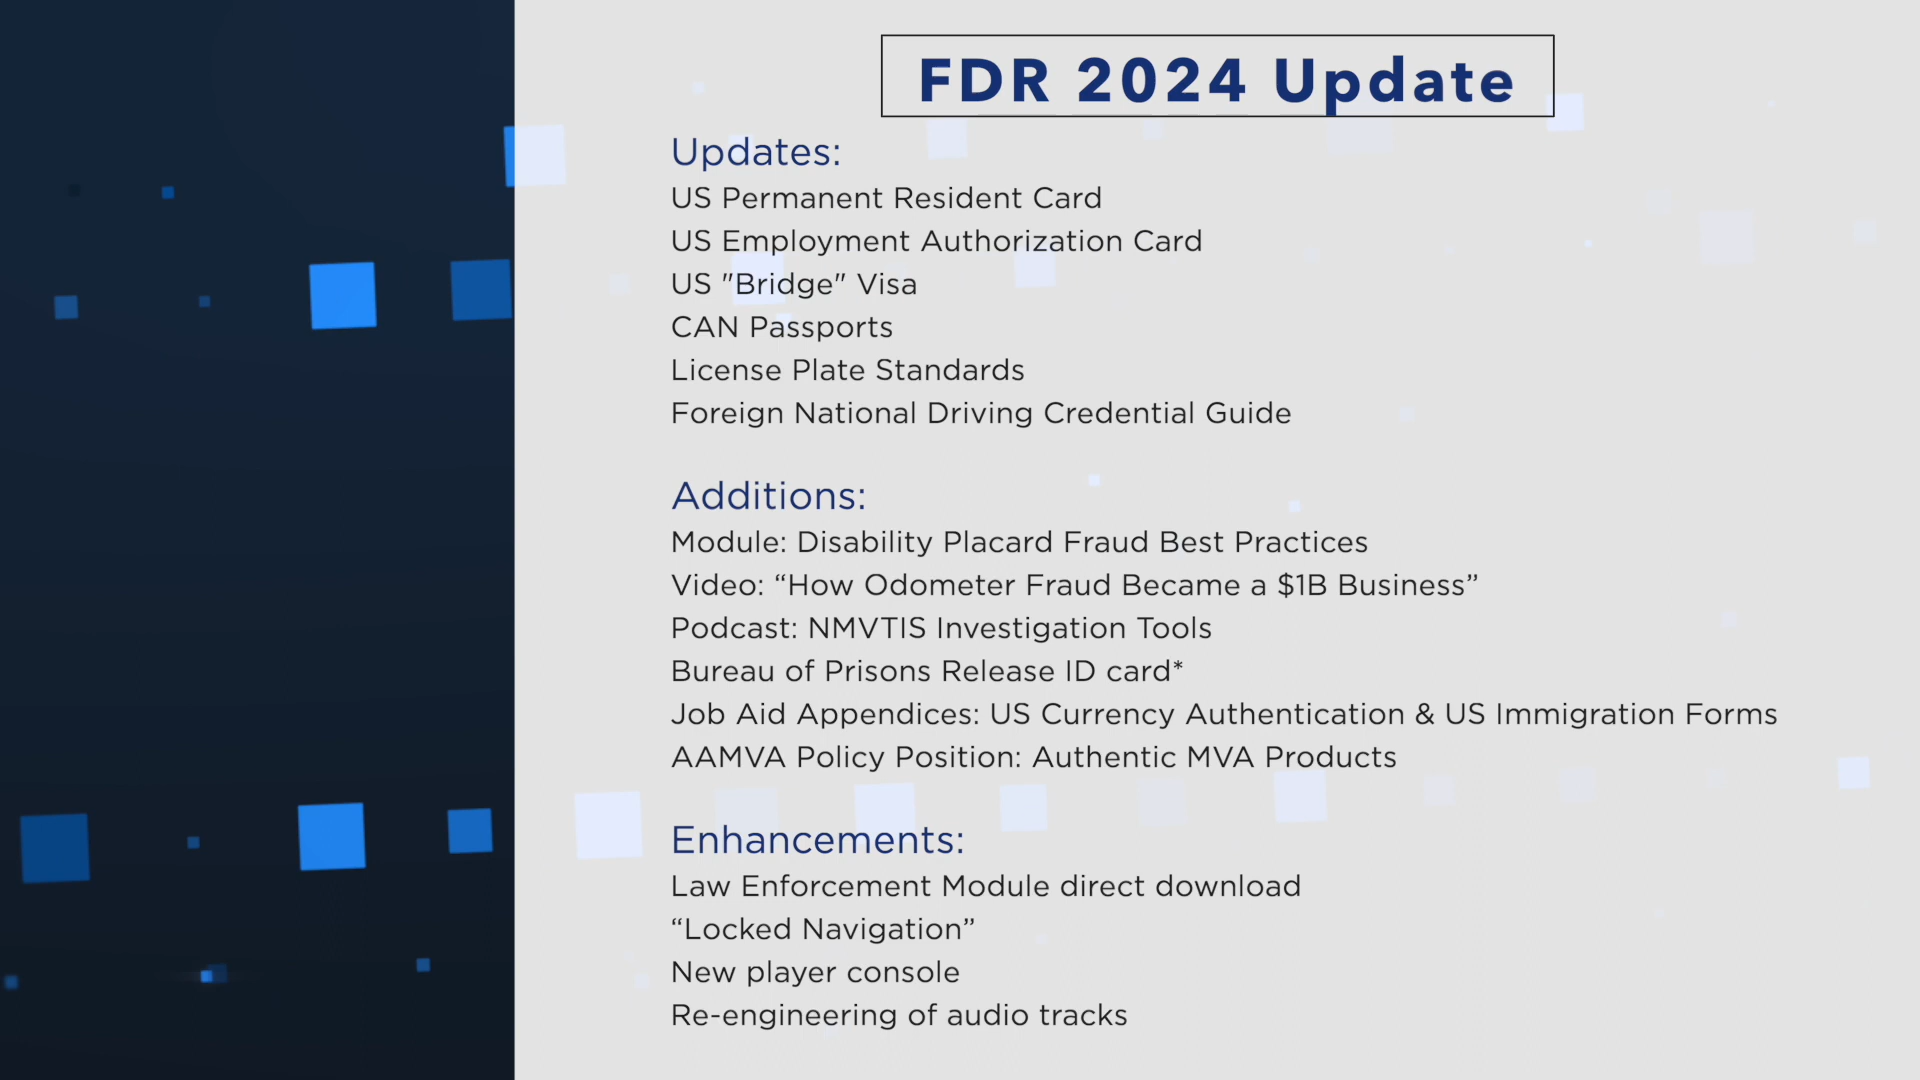 FDR 2024 Update
Updates:
US Permanent Resident Card
US Employment Authorization Card
US "Bridge" Visa
CAN Passports
License Plate Standards
Foreign National Driving Credential Guide
Additions:
Module: Disability Placard Fraud Best Practices
Video: “How Odometer Fraud Became a $1B Business”
Podcast: NMVTIS Investigation Tools
Bureau of Prisons Release ID card*
Job Aid Appendices: US Currency Authentication & US Immigration Forms
AAMVA Policy Position: Authentic MVA Products
Enhancements:
Law Enforcement Module direct download
“Locked Navigation”
New player console
Re-engineering of audio tracks